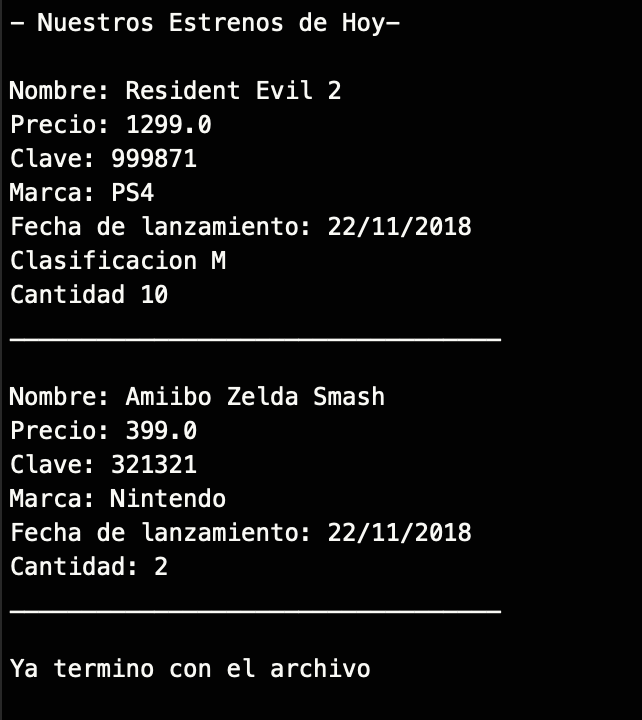 - Nuestros Estrenos de Hoy-
Nombre: Resident Evil 2
Precio: 1299.0
Clave: 999871
Marca: PS4
Fecha de lanzamiento: 22/11/2018
Clasificacion M
Cantidad 10
__________________________________
Nombre: Amiibo Zelda Smash
Precio: 399.0
Clave: 321321
Marca: Nintendo
Fecha de lanzamiento: 22/11/2018
Cantidad: 2
__________________________________
Ya termino con el archivo